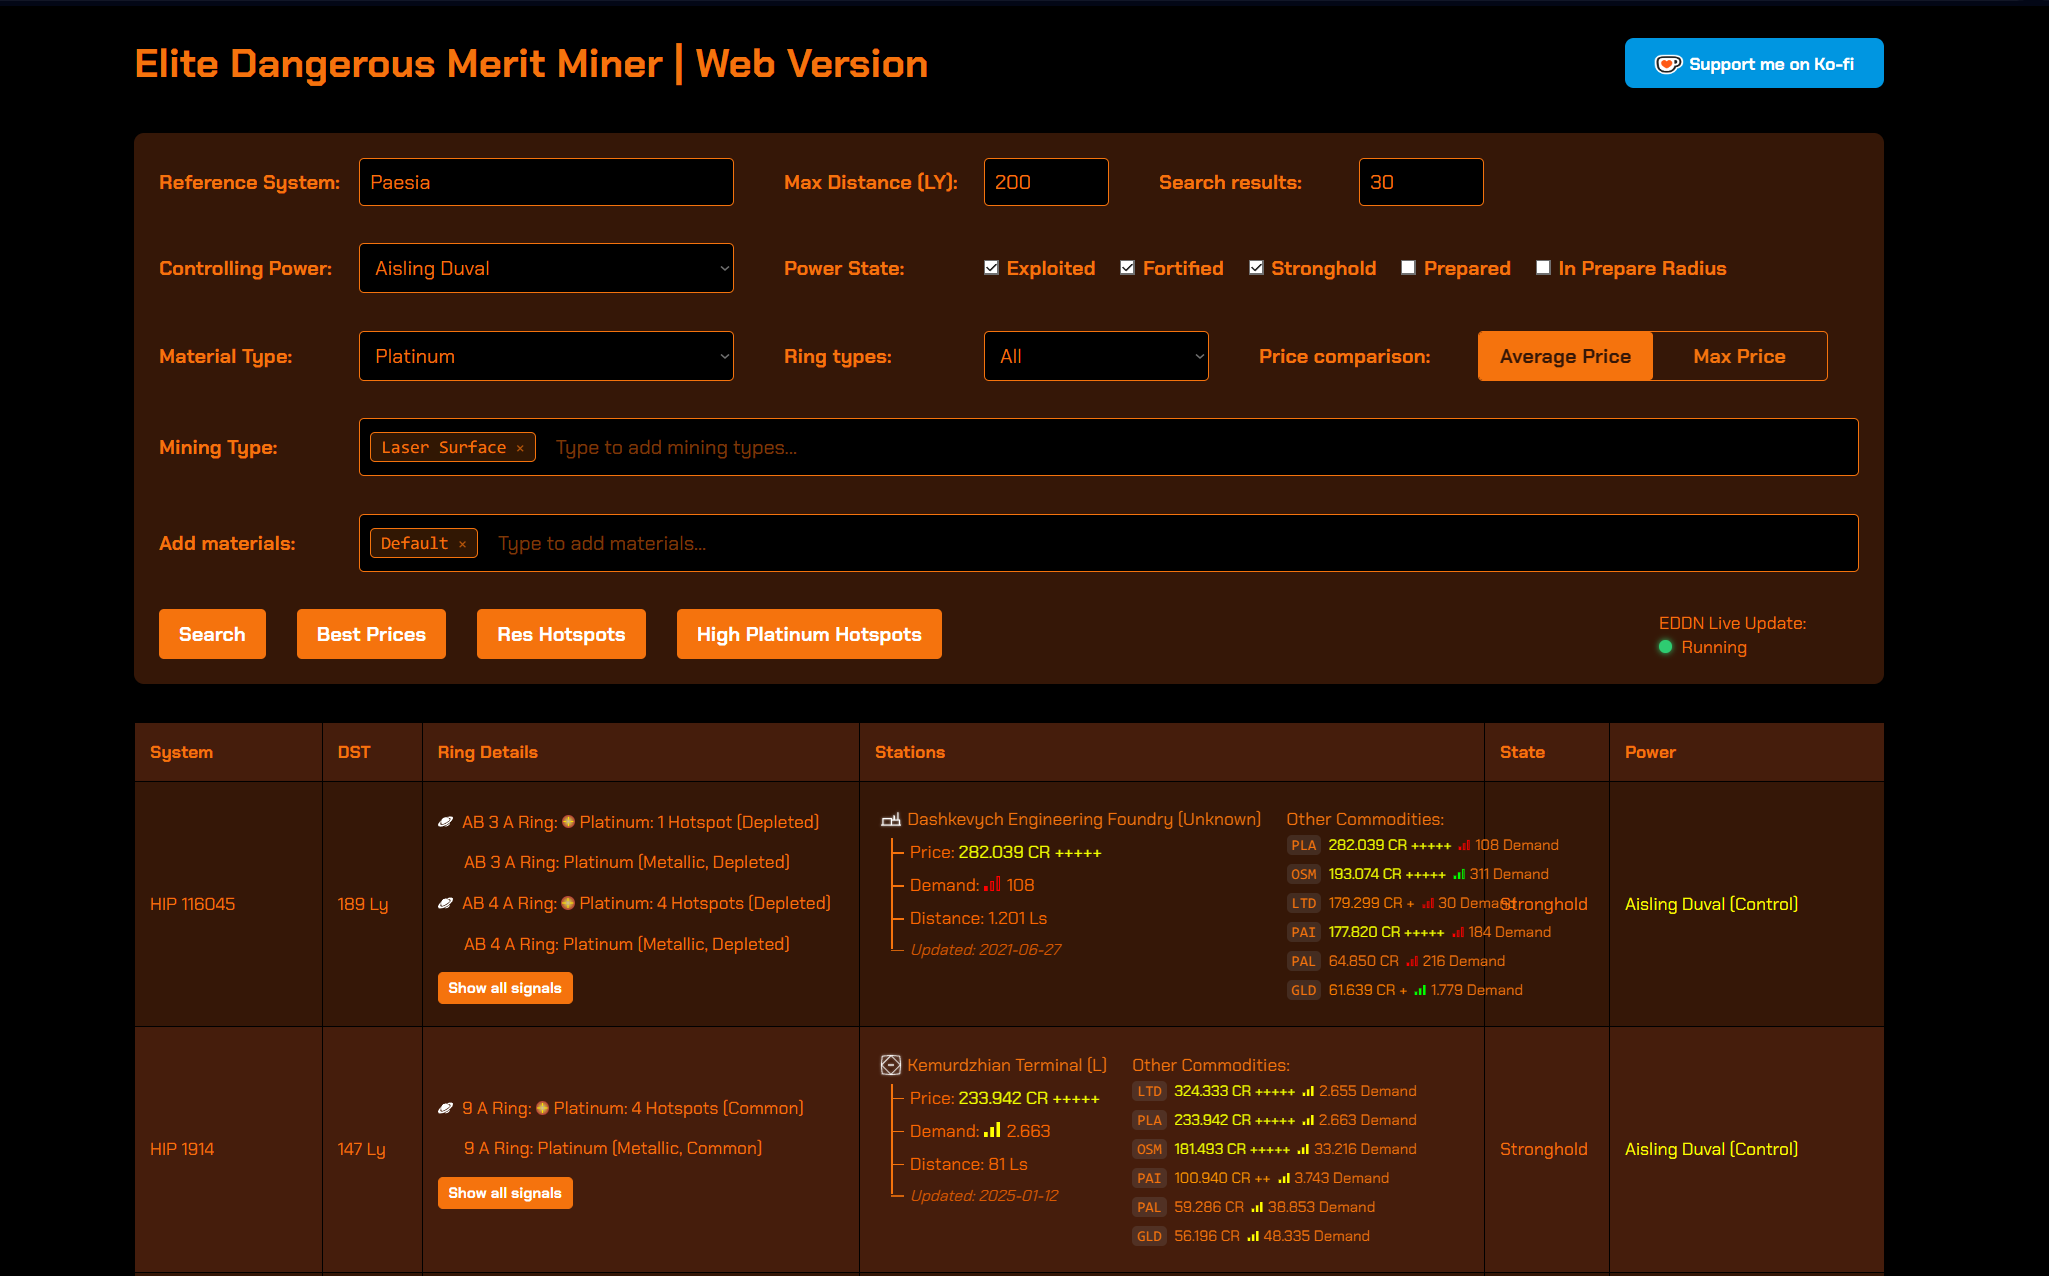 Elite Dangerous Merit Miner | Web Version
Support me on Ko-fi
Reference System: Paesia Max Distance (LY): 200 Search results: 30
Controlling Power: Aisling Duval Power State: Exploited Fortified Stronghold Prepared In Prepare Radius
Material Type: Platinum Ring types: All Price comparison: Average Price Max Price
Mining Type: Laser Surface × Type to add mining types...
Add materials: Default × Type to add materials...
Search Best Prices Res Hotspots High Platinum Hotspots
EDDN Live Update:
Running
System DST Ring Details Stations State Power
HIP 116045
189 Ly
AB 3 A Ring: Platinum: 1 Hotspot (Depleted)
AB 3 A Ring: Platinum (Metallic, Depleted)
AB 4 A Ring: Platinum: 4 Hotspots (Depleted)
AB 4 A Ring: Platinum (Metallic, Depleted)
Show all signals
Dashkevych Engineering Foundry (Unknown)
Price: 282.039 CR +++++
Demand: 108
Distance: 1.201 Ls
Updated: 2021-06-27
Other Commodities:
PLA 282.039 CR +++++ 108 Demand
OSM 193.074 CR +++++ 311 Demand
LTD 179.299 CR + 30 Demand
PAI 177.820 CR +++++ 184 Demand
PAL 64.850 CR 216 Demand
GLD 61.639 CR + 1.779 Demand
Stronghold
Aisling Duval (Control)
HIP 1914
147 Ly
9 A Ring: Platinum: 4 Hotspots (Common)
9 A Ring: Platinum (Metallic, Common)
Show all signals
Kemurdzhian Terminal (L)
Price: 233.942 CR +++++
Demand: 2.663
Distance: 81 Ls
Updated: 2025-01-12
Other Commodities:
LTD 324.333 CR +++++ 2.655 Demand
PLA 233.942 CR +++++ 2.663 Demand
OSM 181.493 CR +++++ 33.216 Demand
PAI 100.940 CR ++ 3.743 Demand
PAL 59.286 CR 38.853 Demand
GLD 56.196 CR 48.335 Demand
Stronghold
Aisling Duval (Control)